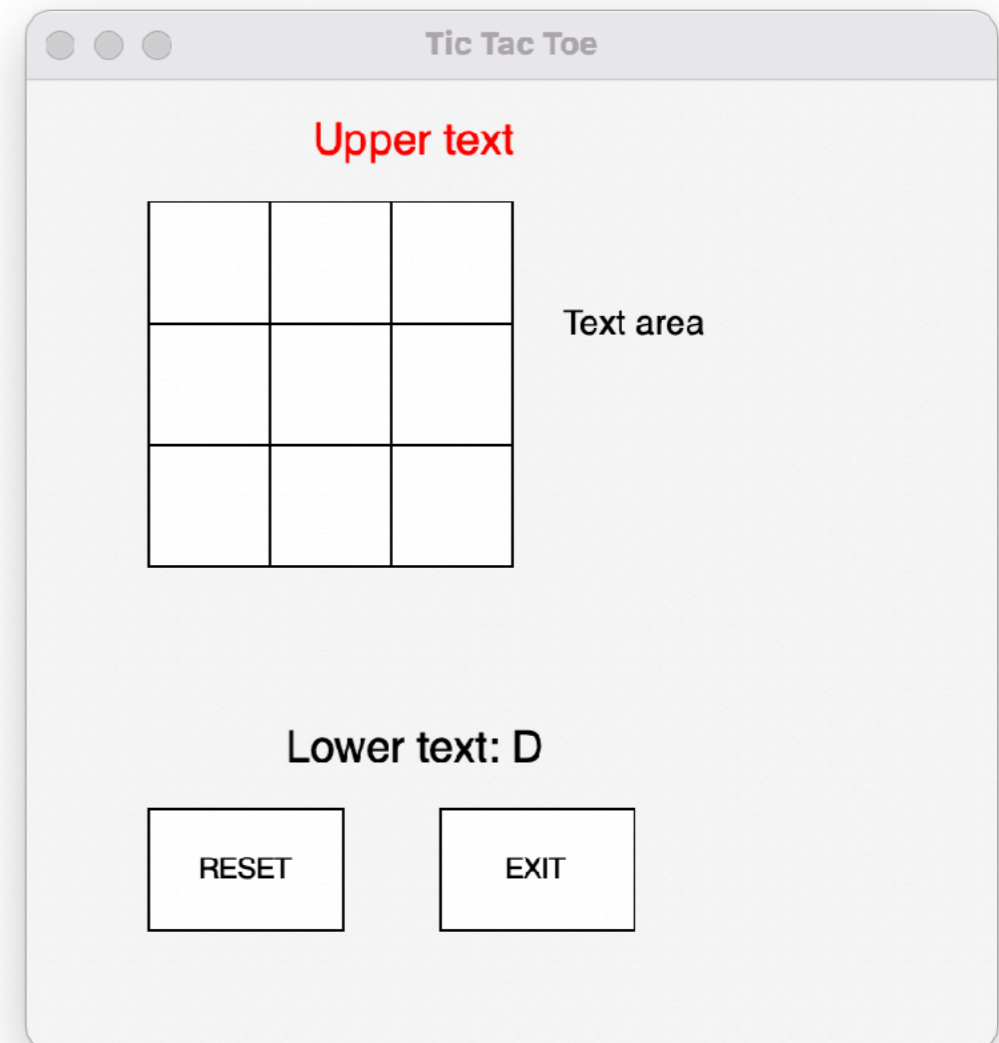 Tic Tac Toe
Upper text
Text area
Lower text: D
RESET
EXIT